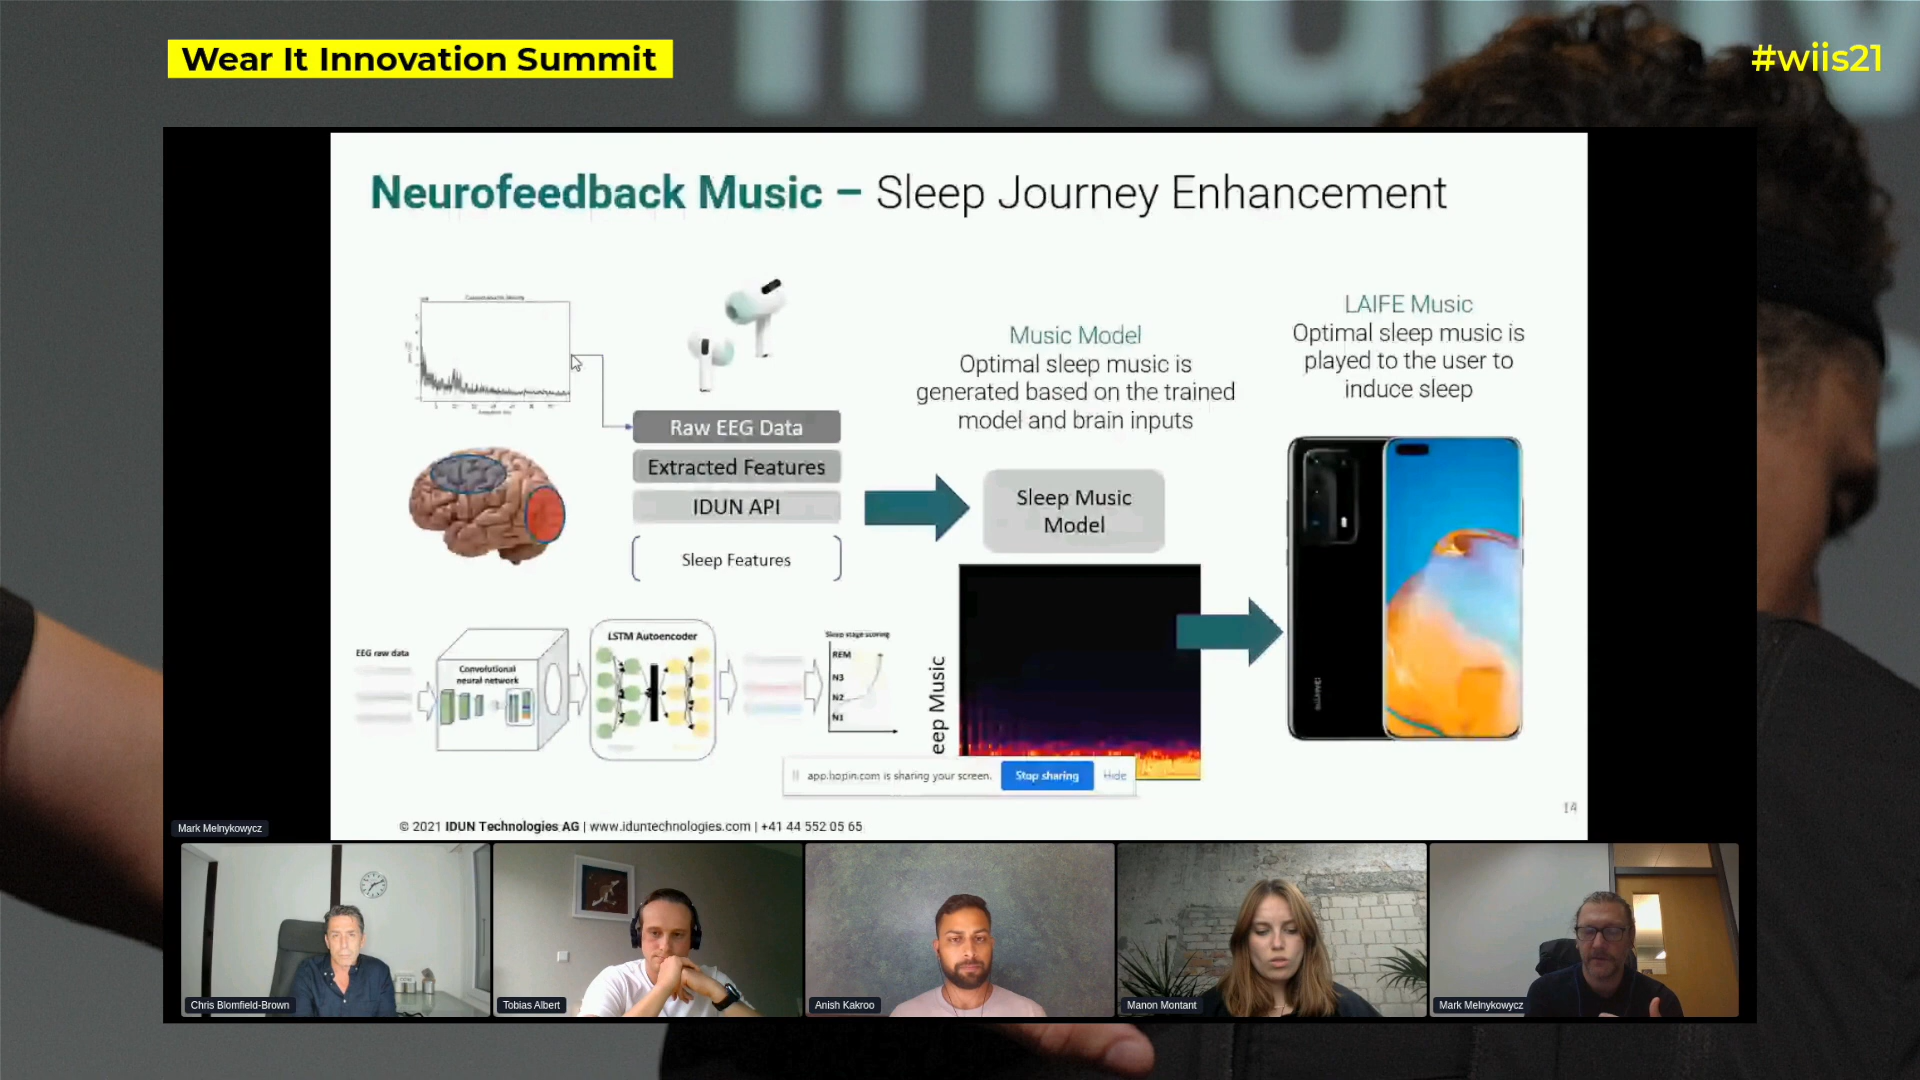 Wear It Innovation Summit
#wiis21
Neurofeedback Music – Sleep Journey Enhancement
LAIFE Music
Optimal sleep music is
played to the user to
induce sleep
Music Model
Optimal sleep music is
generated based on the trained
model and brain inputs
Raw EEG Data
Extracted Features
IDUN API
Sleep Features
Sleep Music
Model
EEG raw data
Convolutional
neural network
LSTM Autoencoder
Sleep stage scoring
REM
N3
N2
N1
eep Music
HUAWEI
app.hopin.com is sharing your screen.
Stop sharing
Hide
14
© 2021 IDUN Technologies AG | www.iduntechnologies.com | +41 44 552 05 65
Mark Melnykowycz
Chris Blomfield-Brown
Tobias Albert
Anish Kakroo
Manon Montant
Mark Melnykowycz